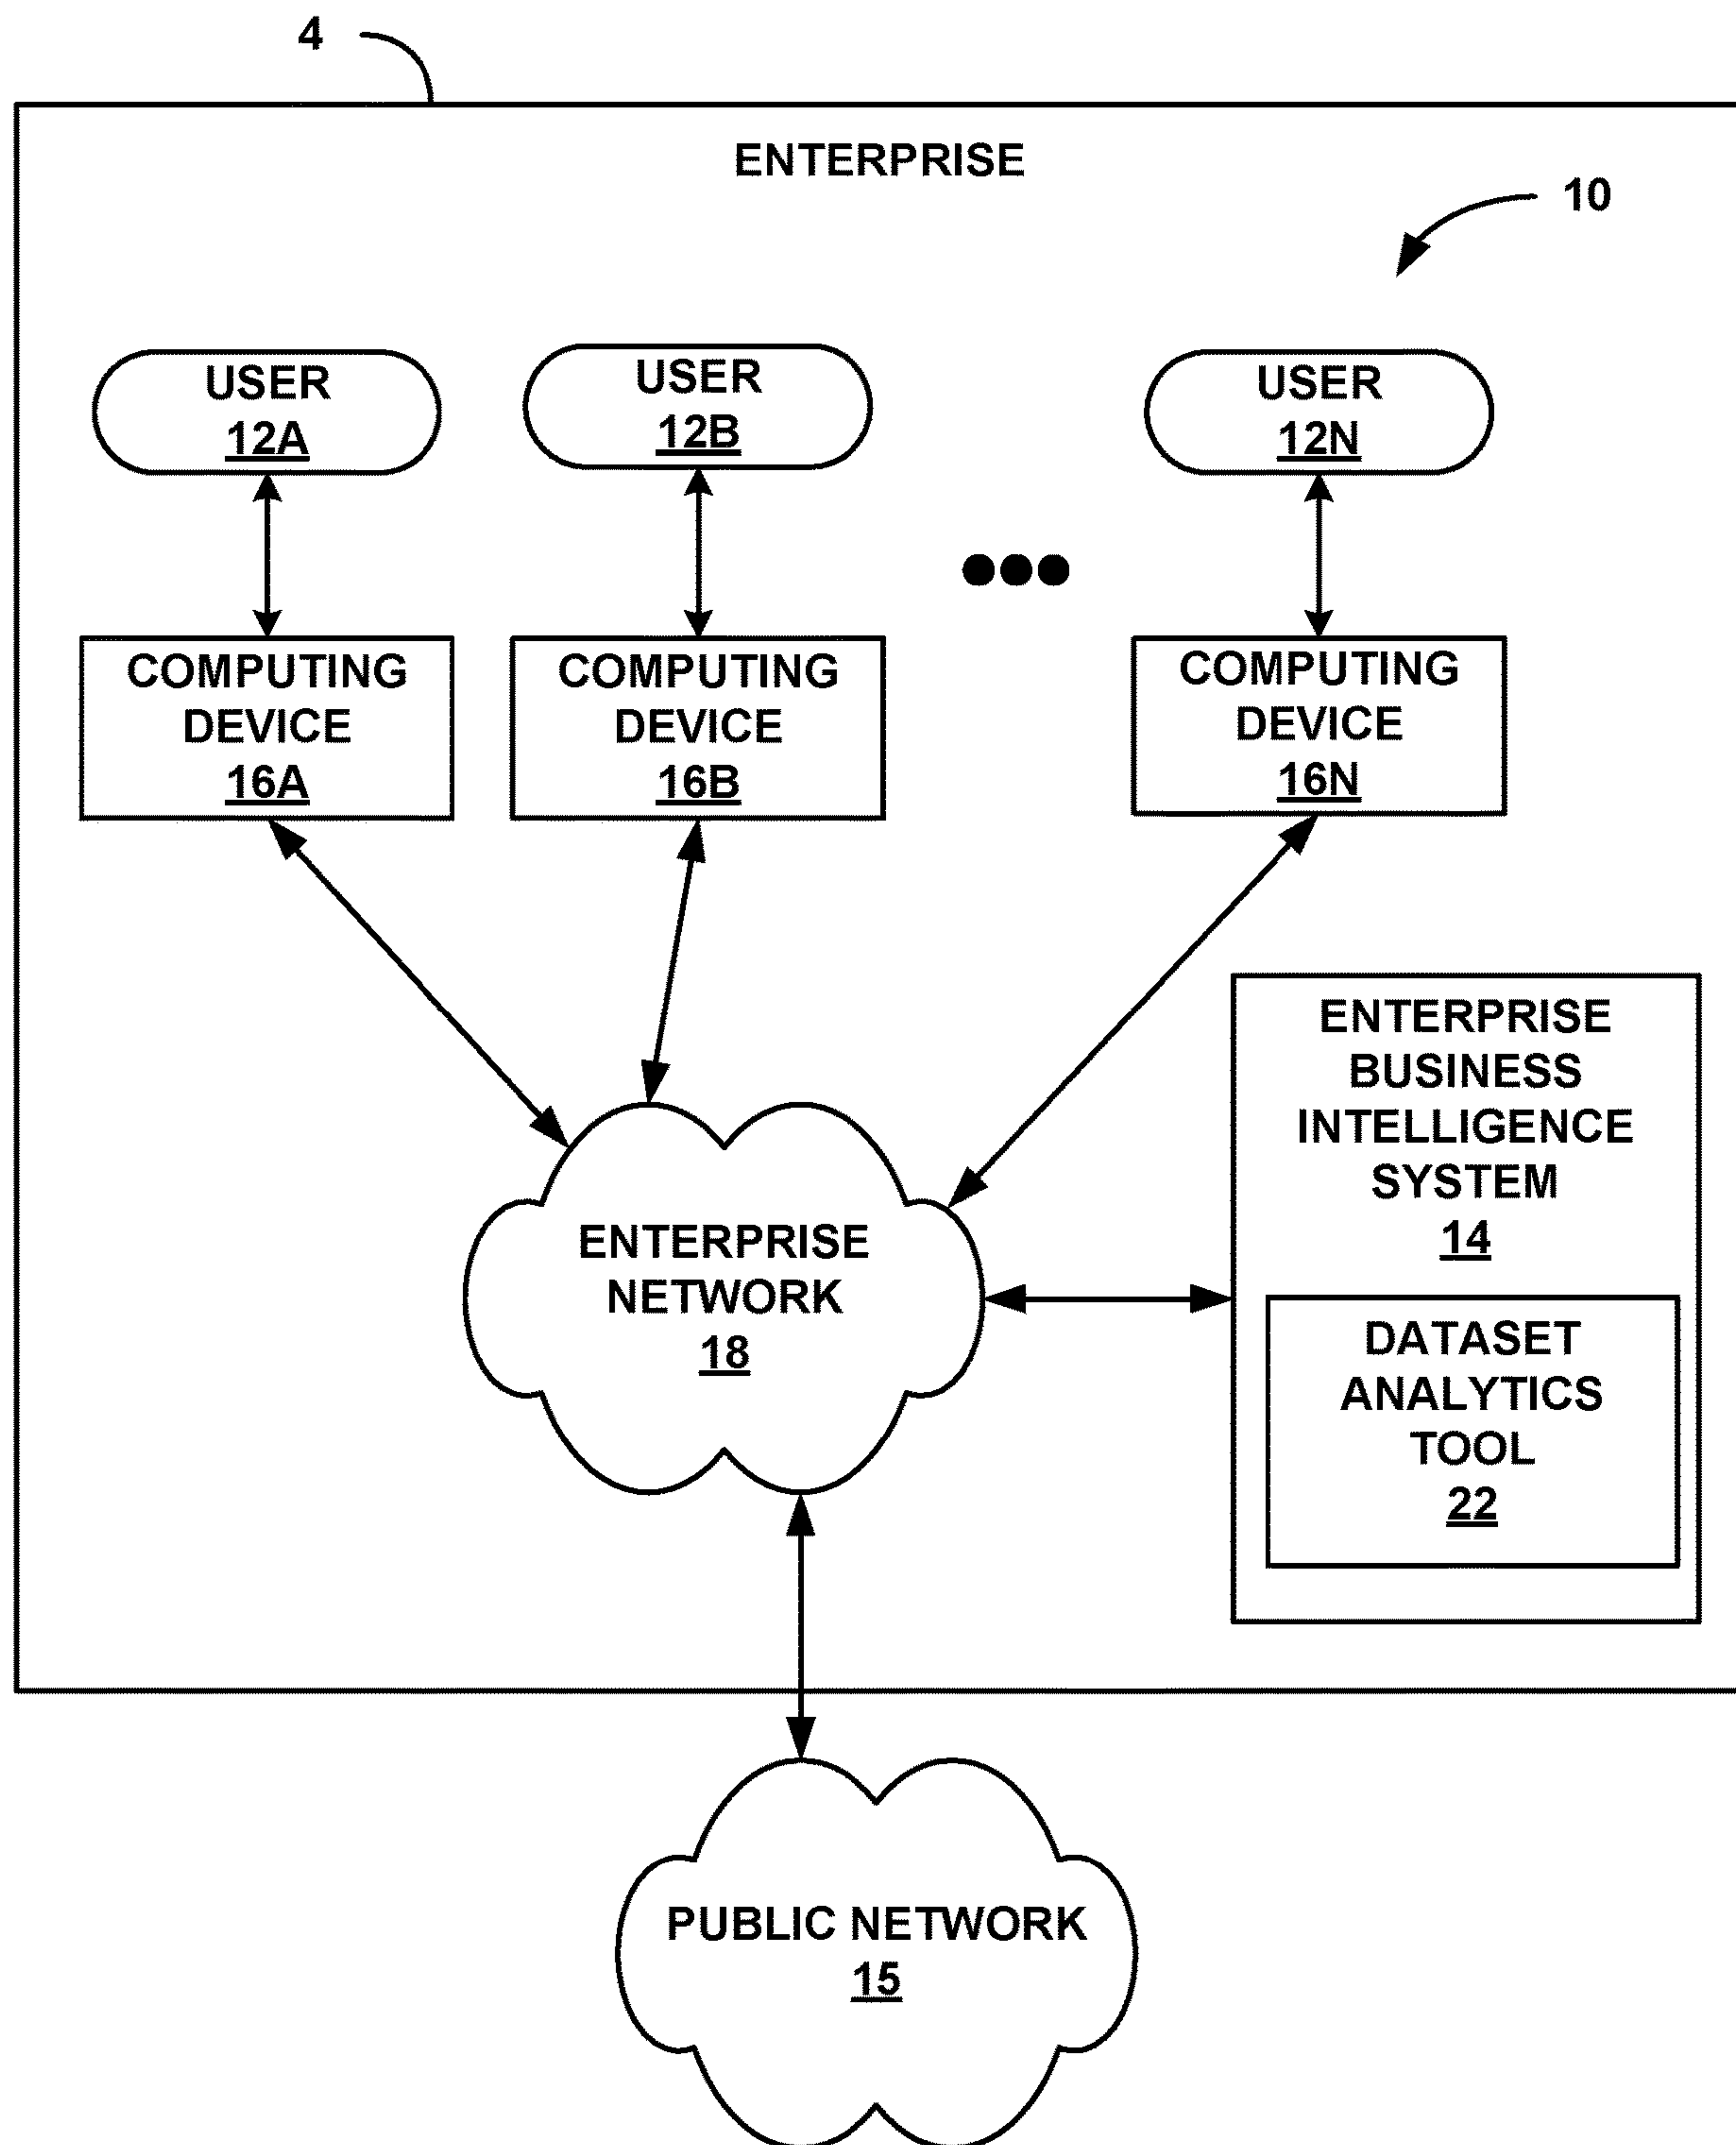 4
ENTERPRISE
10
USER
12A
USER
12B
USER
12N
COMPUTING
DEVICE
16A
COMPUTING
DEVICE
16B
COMPUTING
DEVICE
16N
ENTERPRISE
BUSINESS
INTELLIGENCE
SYSTEM
14
ENTERPRISE
NETWORK
18
DATASET
ANALYTICS
TOOL
22
PUBLIC NETWORK
15